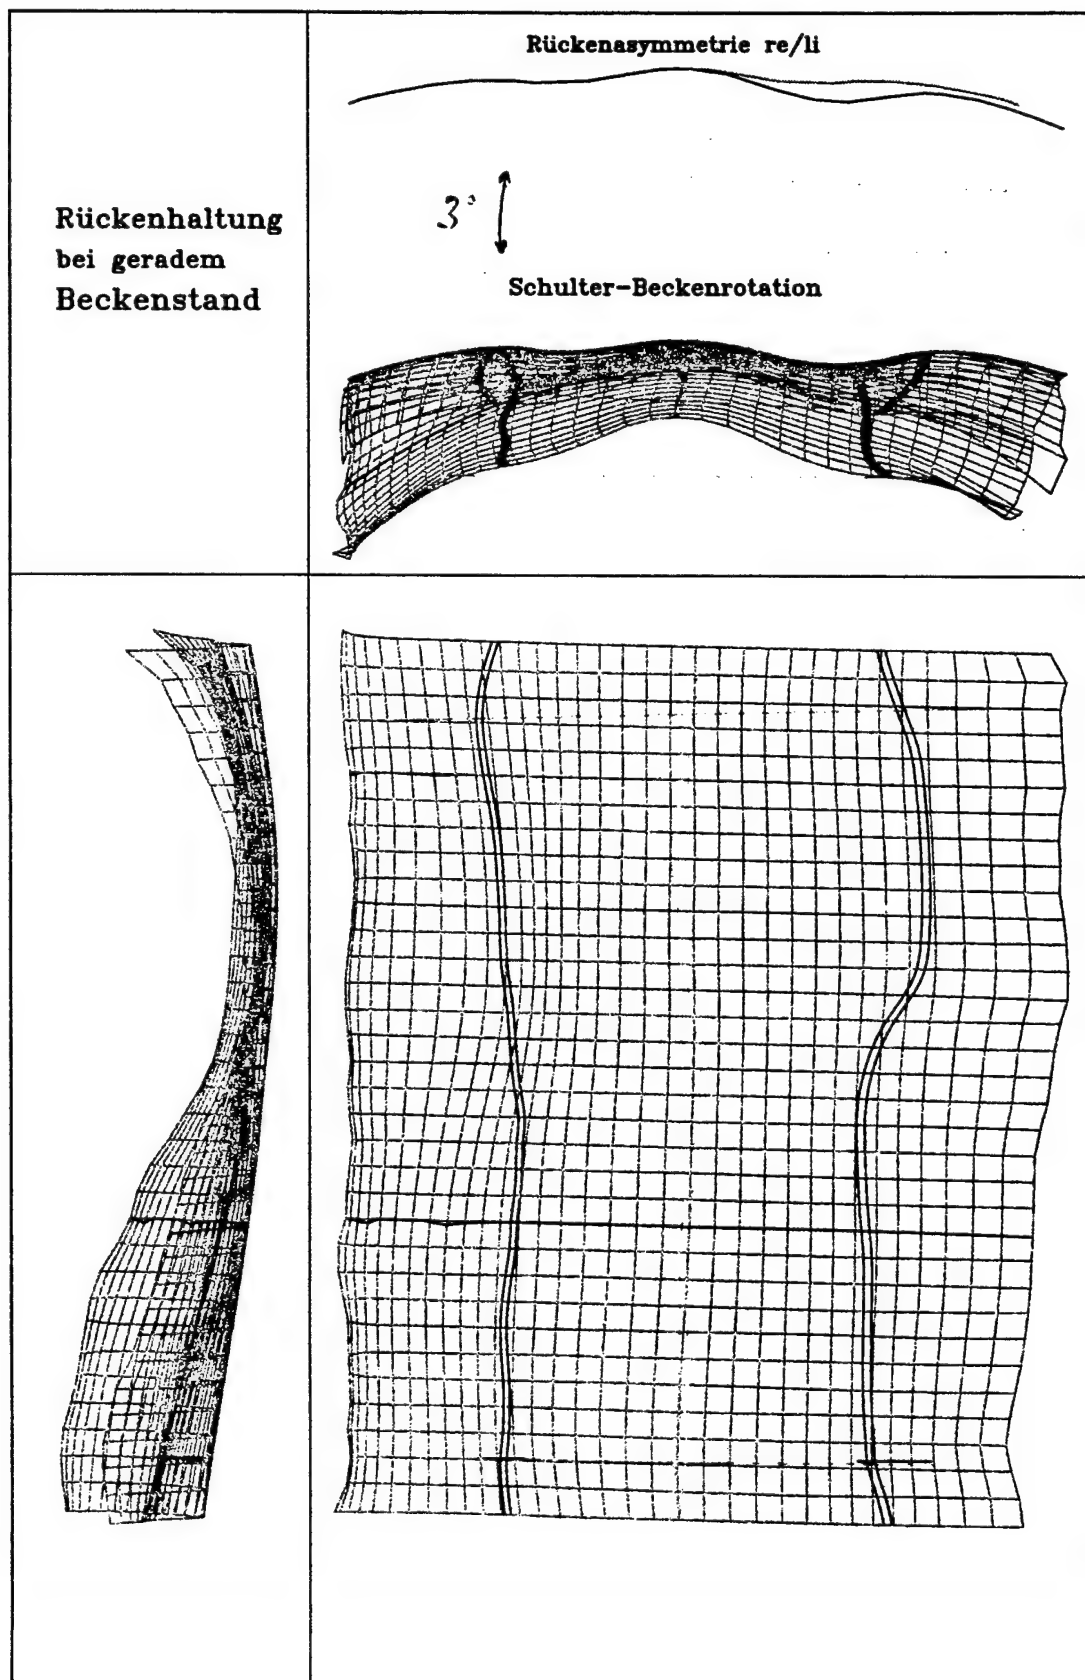 Rückenasymmetrie re/li
3°
Rückenhaltung
bei geradem
Beckenstand
Schulter-Beckenrotation